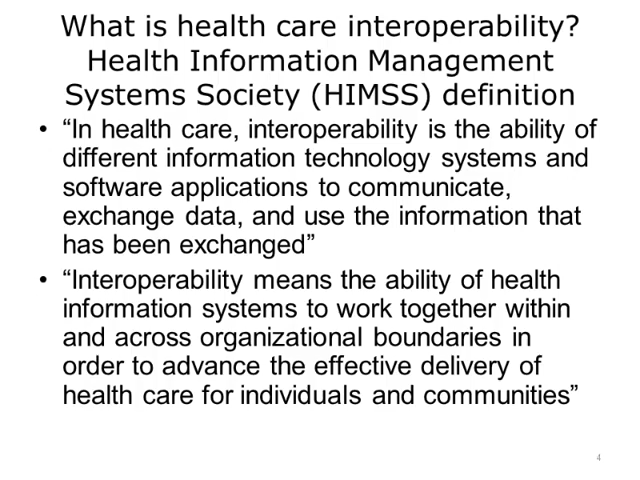 What is health care interoperability?
Health Information Management
Systems Society (HIMSS) definition
• “In health care, interoperability is the ability of
different information technology systems and
software applications to communicate,
exchange data, and use the information that
has been exchanged”
• “Interoperability means the ability of health
information systems to work together within
and across organizational boundaries in
order to advance the effective delivery of
health care for individuals and communities”
4